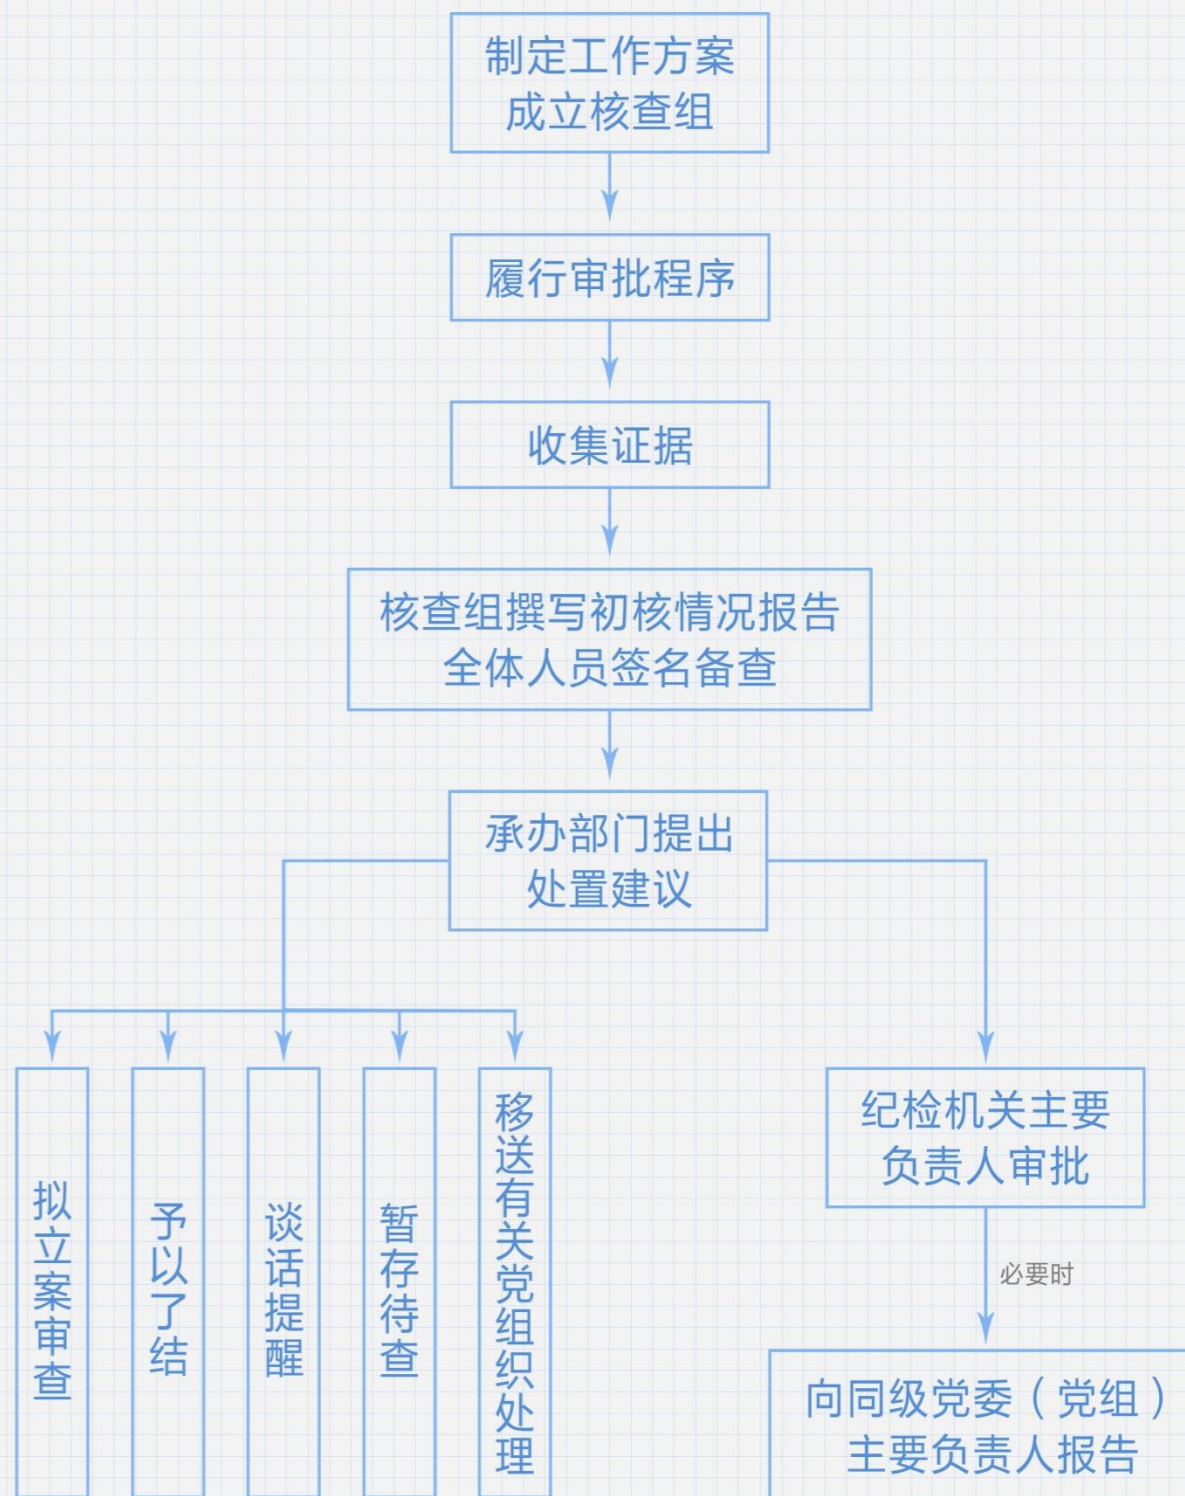 制定工作方案
成立核查组
履行审批程序
收集证据
核查组撰写初核情况报告
全体人员签名备查
承办部门提出
处置建议
拟立案审查
予以了结
谈话提醒
暂存待查
移送有关党组织处理
纪检机关主要
负责人审批
必要时
向同级党委（党组）
主要负责人报告